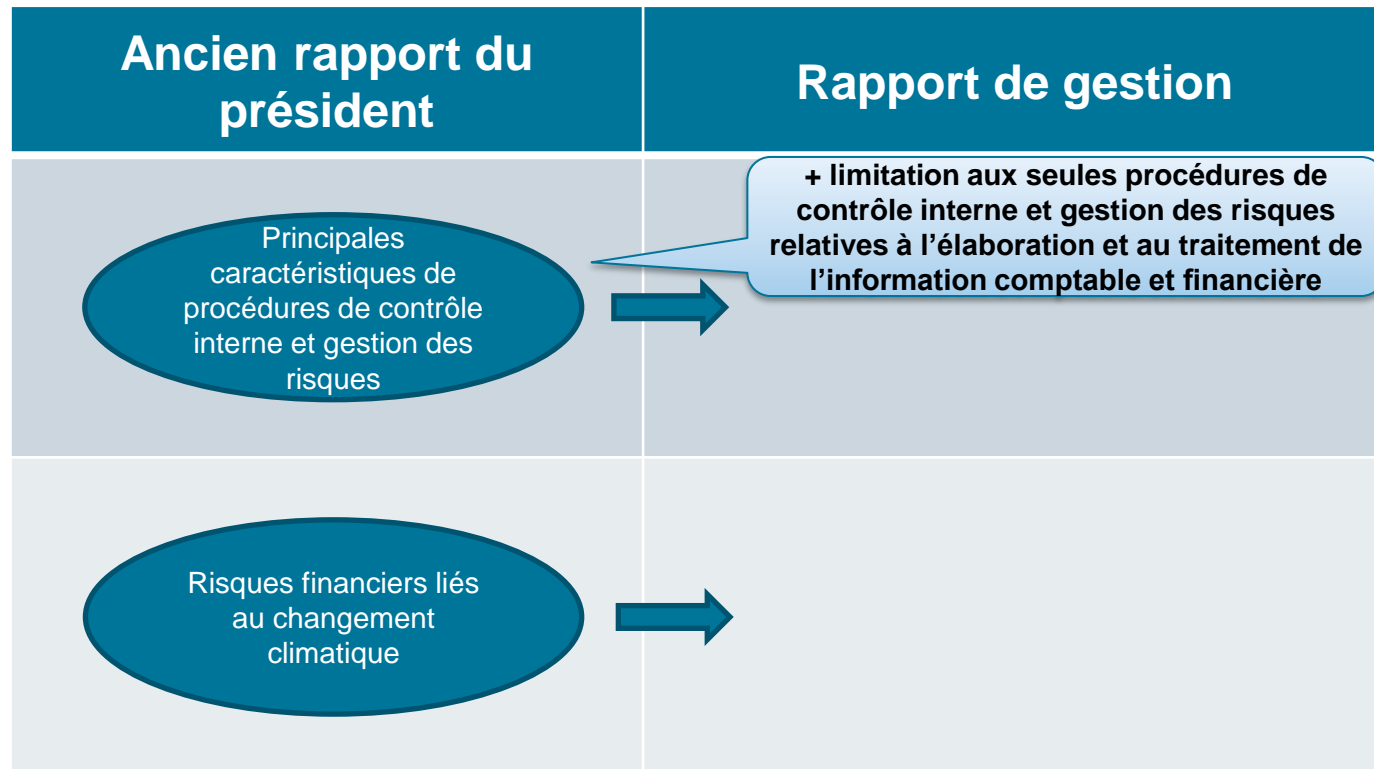 Ancien rapport du
président
Rapport de gestion
+ limitation aux seules procédures de
contrôle interne et gestion des risques
relatives à l’élaboration et au traitement de
l’information comptable et financière
Principales
caractéristiques de
procédures de contrôle
interne et gestion des
risques
Risques financiers liés
au changement
climatique